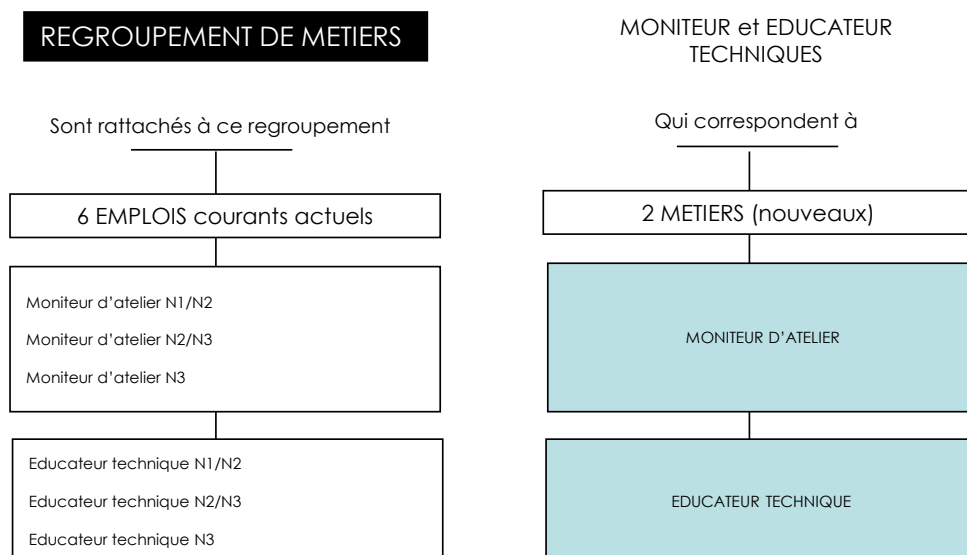 REGROUPEMENT DE METIERS
Sont rattachés à ce regroupement
6 EMPLOIS courants actuels
Moniteur d'atelier N1/N2
Moniteur d'atelier N2/N3
Moniteur d'atelier N3
Educateur technique N1/N2
Educateur technique N2/N3
Educateur technique N3
MONITEUR et EDUCATEUR
TECHNIQUES
Qui correspondent à
2 METIERS (nouveaux)
MONITEUR D'ATELIER
EDUCATEUR TECHNIQUE